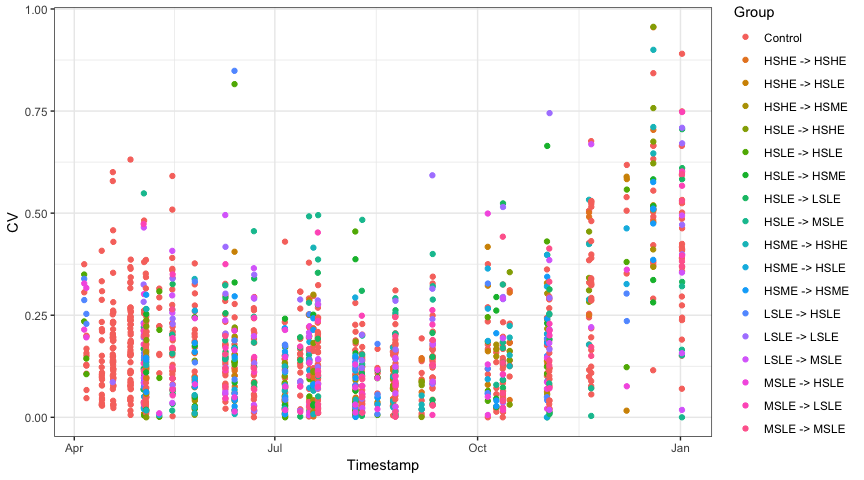 1.00
0.75
0.50
0.25
0.00
CV
Apr
Jul
Oct
Jan
Timestamp
Group
Control
HSHE -> HSHE
HSHE -> HSLE
HSHE -> HSME
HSLE -> HSHE
HSLE -> HSLE
HSLE -> HSME
HSLE -> LSLE
HSLE -> MSLE
HSME -> HSHE
HSME -> HSLE
HSME -> HSME
LSLE -> HSLE
LSLE -> LSLE
LSLE -> MSLE
MSLE -> HSLE
MSLE -> LSLE
MSLE -> MSLE